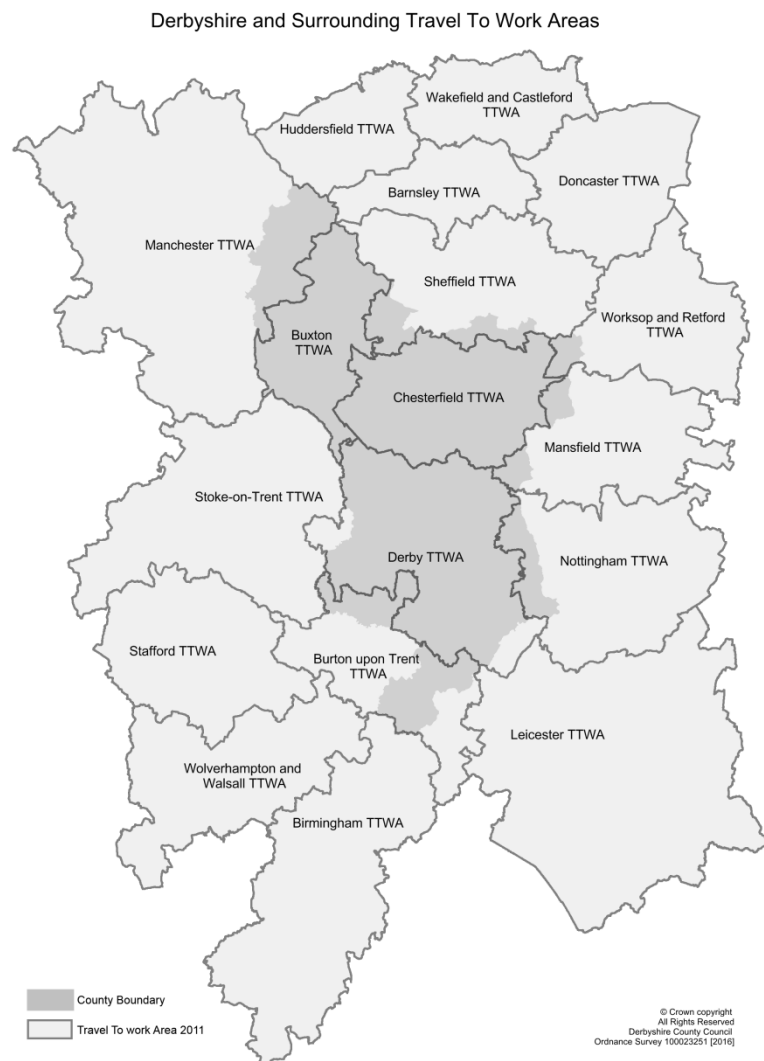 Derbyshire and Surrounding Travel To Work Areas
Wakefield and Castleford
TTWA
Huddersfield TTWA
Barnsley TTWA
Doncaster TTWA
Manchester TTWA
Sheffield TTWA
Worksop and Retford
TTWA
Buxton
TTWA
Chesterfield TTWA
Mansfield TTWA
Stoke-on-Trent TTWA
Derby TTWA
Nottingham TTWA
Stafford TTWA
Burton upon Trent
TTWA
Leicester TTWA
Wolverhampton and
Walsall TTWA
Birmingham TTWA
County Boundary
Travel To work Area 2011
© Crown copyright
All Rights Reserved
Derbyshire County Council
Ordnance Survey 100023251 [2016]